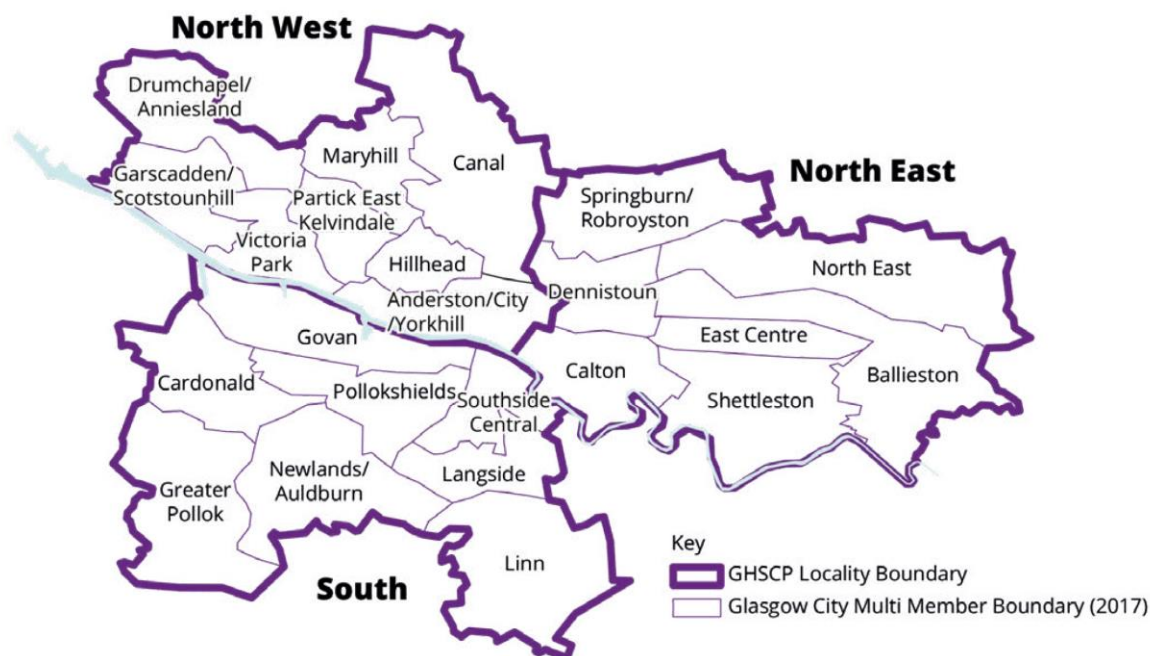 North West
Drumchapel/
Anniesland
Maryhill
Canal
Garscadden/
Scotstounhill
Partick East
Kelvindale
Victoria
Park
Hillhead
Anderston/City
/Yorkhill
North East
Springburn/
Robroyston
North East
Dennistoun
East Centre
Calton
Shettleston
Ballieston
Govan
Cardonald
Pollokshields
Southside
Central
Langside
Newlands/
Auldburn
Greater
Pollok
Linn
South
Key
GHSCP Locality Boundary
Glasgow City Multi Member Boundary (2017)